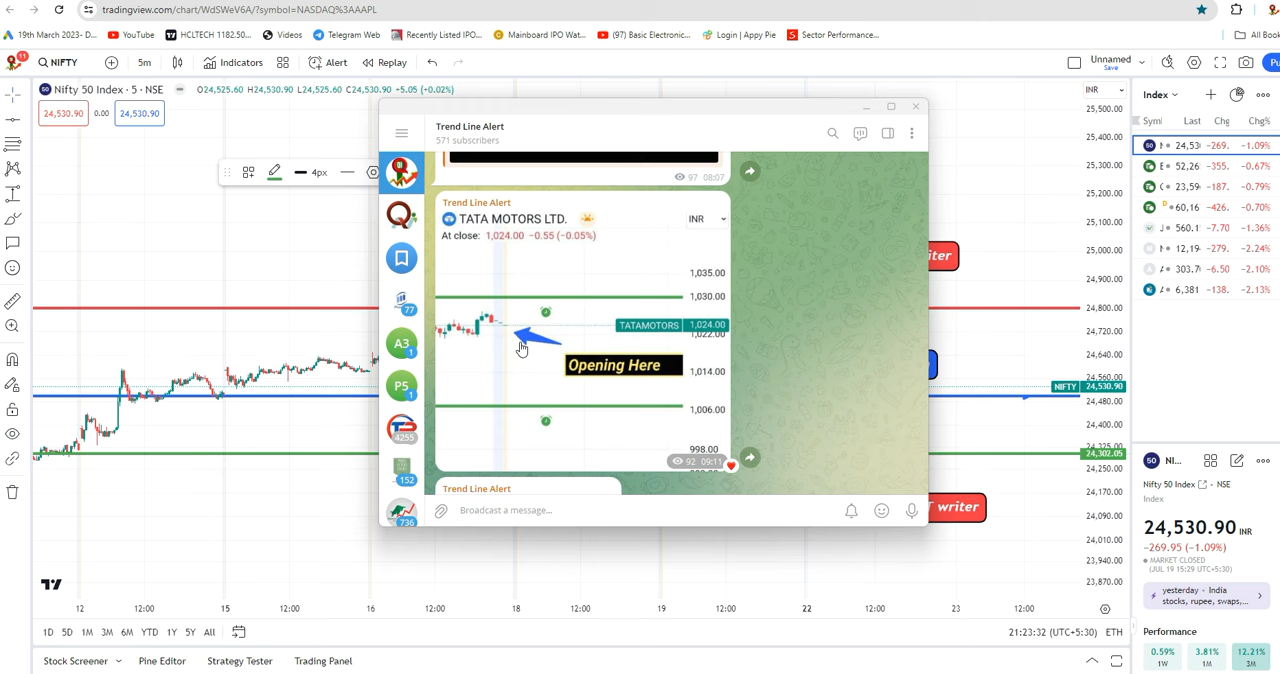 tradingview.com/chart/WdSWeV6A/?symbol=NASDAQ%3AAAPL
19th March 2023- D...
YouTube
HCLTECH 1182.50...
Videos
Telegram Web
Recently Listed IPO...
Mainboard IPO Wat...
(97) Basic Electronic...
Login | Appy Pie
Sector Performance...
All Book
11
NIFTY
5m
Indicators
Alert
Replay
Unnamed
Save
Pu
Nifty 50 Index · 5 · NSE
O24,525.60 H24,530.90 L24,525.60 C24,530.90 +5.05 (+0.02%)
24,530.90
0.00
24,530.90
4px
INR
25,500.00
25,400.00
25,300.00
25,200.00
25,100.00
25,000.00
24,900.00
24,800.00
24,720.00
24,640.00
24,560.00
NIFTY 24,530.90
24,480.00
24,400.00
24,325.00
24,302.05
24,250.00
24,170.00
24,090.00
24,010.00
23,940.00
23,870.00
iter
T writer
Trend Line Alert
571 subscribers
97 08:07
Trend Line Alert
TATA MOTORS LTD.
INR
At close: 1,024.00 -0.55 (-0.05%)
1,035.00
1,030.00
TATAMOTORS 1,024.00
1,022.00
Opening Here
1,014.00
1,006.00
998.00
92 09:11
Trend Line Alert
Broadcast a message...
77
A3
1
P5
1
4255
152
736
12
12:00
15
12:00
16
12:00
18
12:00
19
12:00
22
12:00
23
12:00
1D 5D 1M 3M 6M YTD 1Y 5Y All
21:23:32 (UTC+5:30)
ETH
Stock Screener
Pine Editor
Strategy Tester
Trading Panel
Index
Syml Last Chg Chg%
50 24,530 -269. -1.09%
52,26 -355. -0.67%
23,59 -187. -0.79%
D 60,16 -426. -0.70%
560.1 -7.70 -1.36%
12,19 -279. -2.24%
303.7 -6.50 -2.10%
6,381 -138. -2.13%
50 NI...
Nifty 50 Index · NSE
Index
24,530.90 INR
-269.95 (-1.09%)
MARKET CLOSED
(JUL 19 15:29 UTC+5:30)
yesterday · India
stocks, rupee, swaps,...
Performance
0.59% 3.81% 12.21%
1W 1M 3M